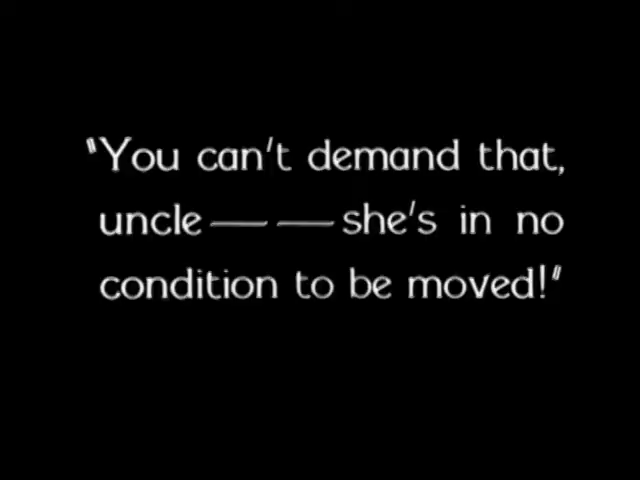 "You can't demand that,
uncle — — she's in no
condition to be moved!"